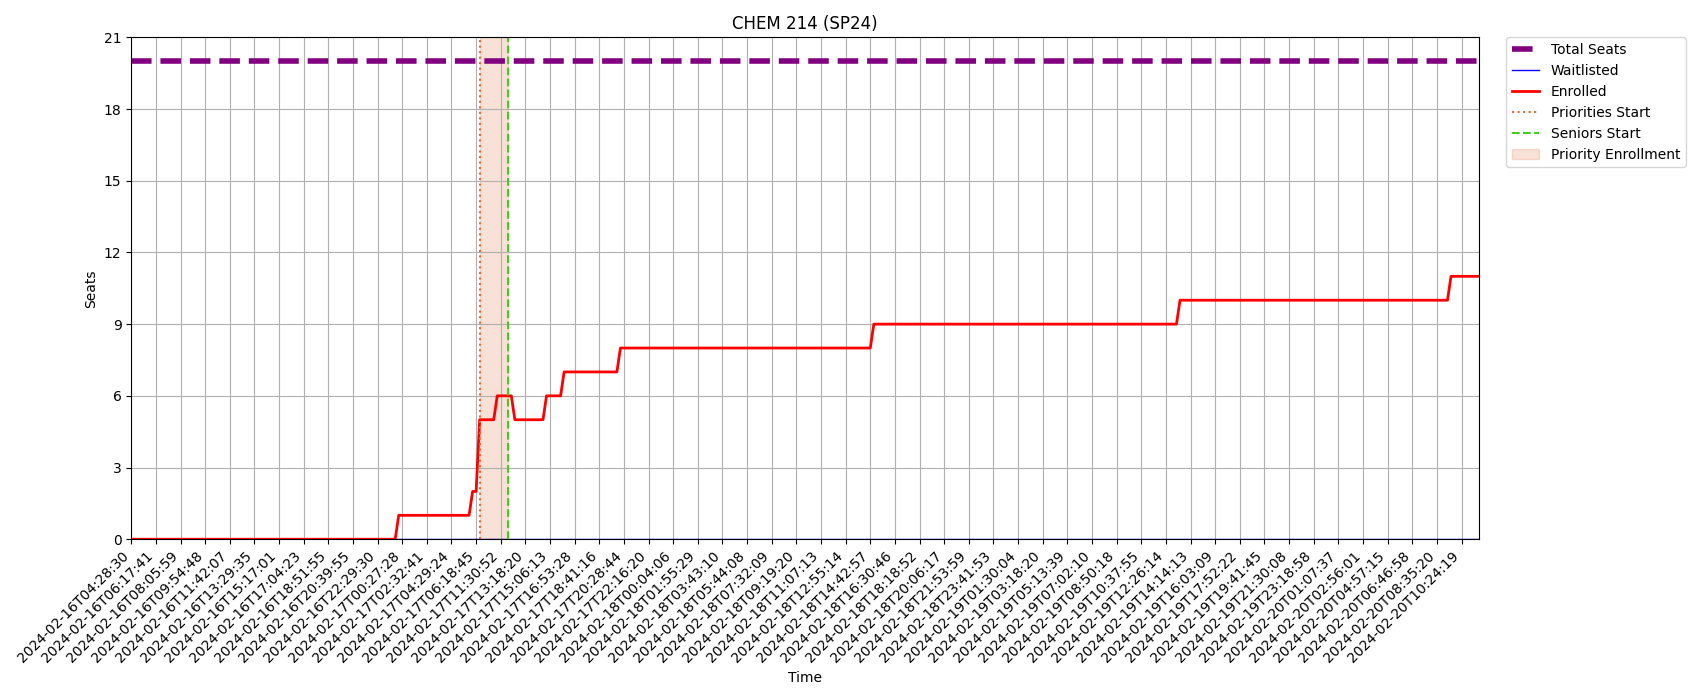 CHEM 214 (SP24)
21
18
15
12
9
6
3
0
Seats
2024-02-16T04:28:30
2024-02-16T06:17:41
2024-02-16T08:05:59
2024-02-16T09:54:48
2024-02-16T11:42:07
2024-02-16T13:29:35
2024-02-16T15:17:01
2024-02-16T17:04:23
2024-02-16T18:51:55
2024-02-16T20:39:55
2024-02-16T22:29:30
2024-02-17T00:27:28
2024-02-17T02:32:41
2024-02-17T04:29:24
2024-02-17T06:18:45
2024-02-17T11:30:52
2024-02-17T13:18:20
2024-02-17T15:06:13
2024-02-17T16:53:28
2024-02-17T18:41:16
2024-02-17T20:28:44
2024-02-17T22:16:20
2024-02-18T00:04:06
2024-02-18T01:55:29
2024-02-18T03:43:10
2024-02-18T05:44:08
2024-02-18T07:32:09
2024-02-18T09:19:20
2024-02-18T11:07:13
2024-02-18T12:55:14
2024-02-18T14:42:57
2024-02-18T16:30:46
2024-02-18T18:18:52
2024-02-18T20:06:17
2024-02-18T21:53:59
2024-02-18T23:41:53
2024-02-19T01:30:04
2024-02-19T03:18:20
2024-02-19T05:13:39
2024-02-19T07:02:10
2024-02-19T08:50:18
2024-02-19T10:37:55
2024-02-19T12:26:14
2024-02-19T14:14:13
2024-02-19T16:03:09
2024-02-19T17:52:22
2024-02-19T19:41:45
2024-02-19T21:30:08
2024-02-19T23:18:58
2024-02-20T01:07:37
2024-02-20T02:56:01
2024-02-20T04:57:15
2024-02-20T06:46:58
2024-02-20T08:35:20
2024-02-20T10:24:19
Time
Total Seats
Waitlisted
Enrolled
Priorities Start
Seniors Start
Priority Enrollment